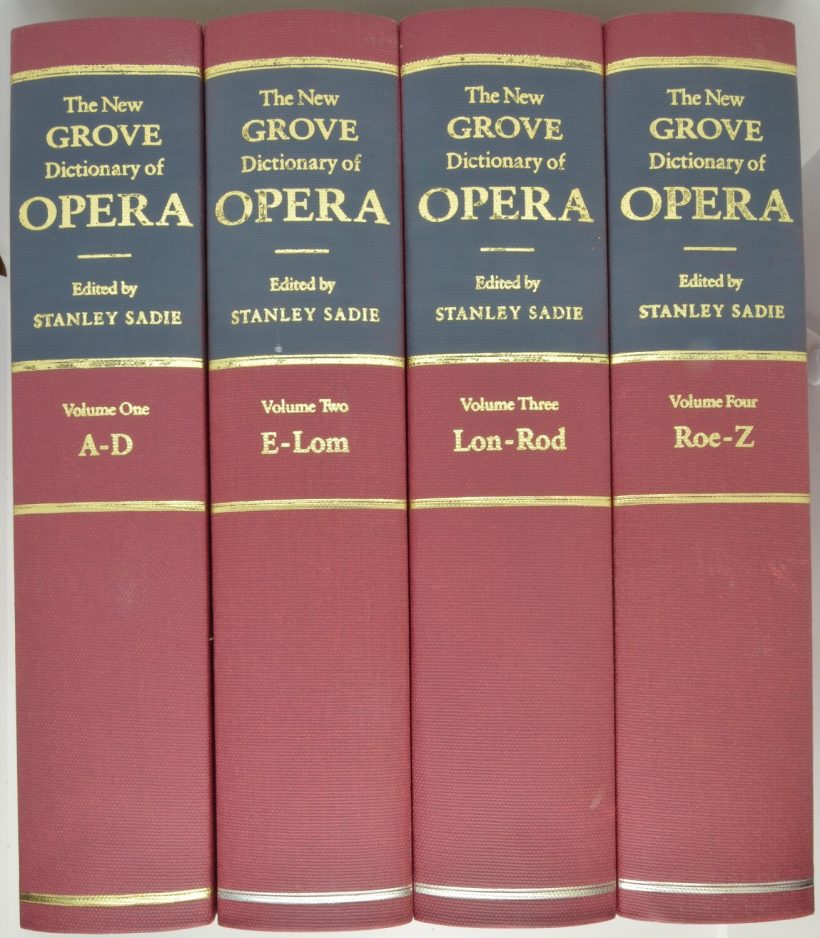 The New
GROVE
Dictionary of
OPERA
Edited by
STANLEY SADIE
Volume One
A-D
The New
GROVE
Dictionary of
OPERA
Edited by
STANLEY SADIE
Volume Two
E-Lom
The New
GROVE
Dictionary of
OPERA
Edited by
STANLEY SADIE
Volume Three
Lon-Rod
The New
GROVE
Dictionary of
OPERA
Edited by
STANLEY SADIE
Volume Four
Roe-Z